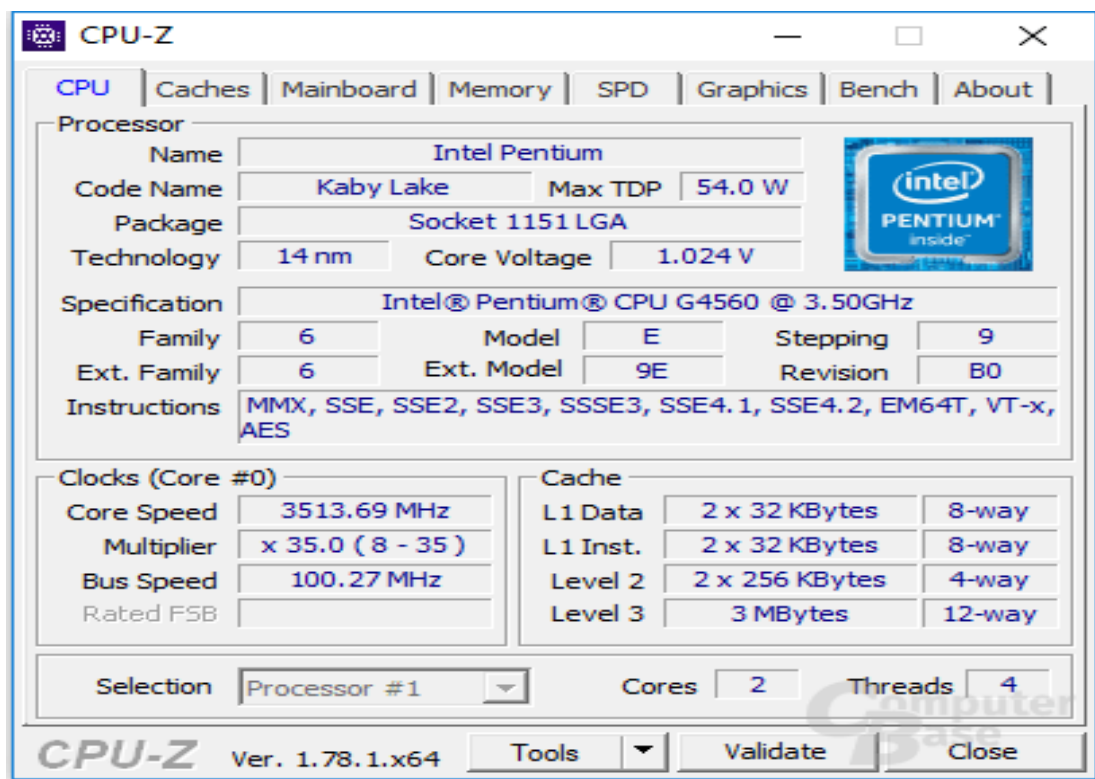 CPU-Z
CPU Caches Mainboard Memory SPD Graphics Bench About
Processor
Name Intel Pentium
Code Name Kaby Lake Max TDP 54.0 W
Package Socket 1151 LGA
Technology 14 nm Core Voltage 1.024 V
intel
PENTIUM
inside™
Specification Intel® Pentium® CPU G4560 @ 3.50GHz
Family 6 Model E Stepping 9
Ext. Family 6 Ext. Model 9E Revision B0
Instructions MMX, SSE, SSE2, SSE3, SSSE3, SSE4.1, SSE4.2, EM64T, VT-x,
AES
Clocks (Core #0)
Core Speed 3513.69 MHz
Multiplier x 35.0 ( 8 - 35 )
Bus Speed 100.27 MHz
Rated FSB
Cache
L1 Data 2 x 32 KBytes 8-way
L1 Inst. 2 x 32 KBytes 8-way
Level 2 2 x 256 KBytes 4-way
Level 3 3 MBytes 12-way
Selection Processor #1 Cores 2 Threads 4
Computer
Base
CPU-Z Ver. 1.78.1.x64 Tools Validate Close